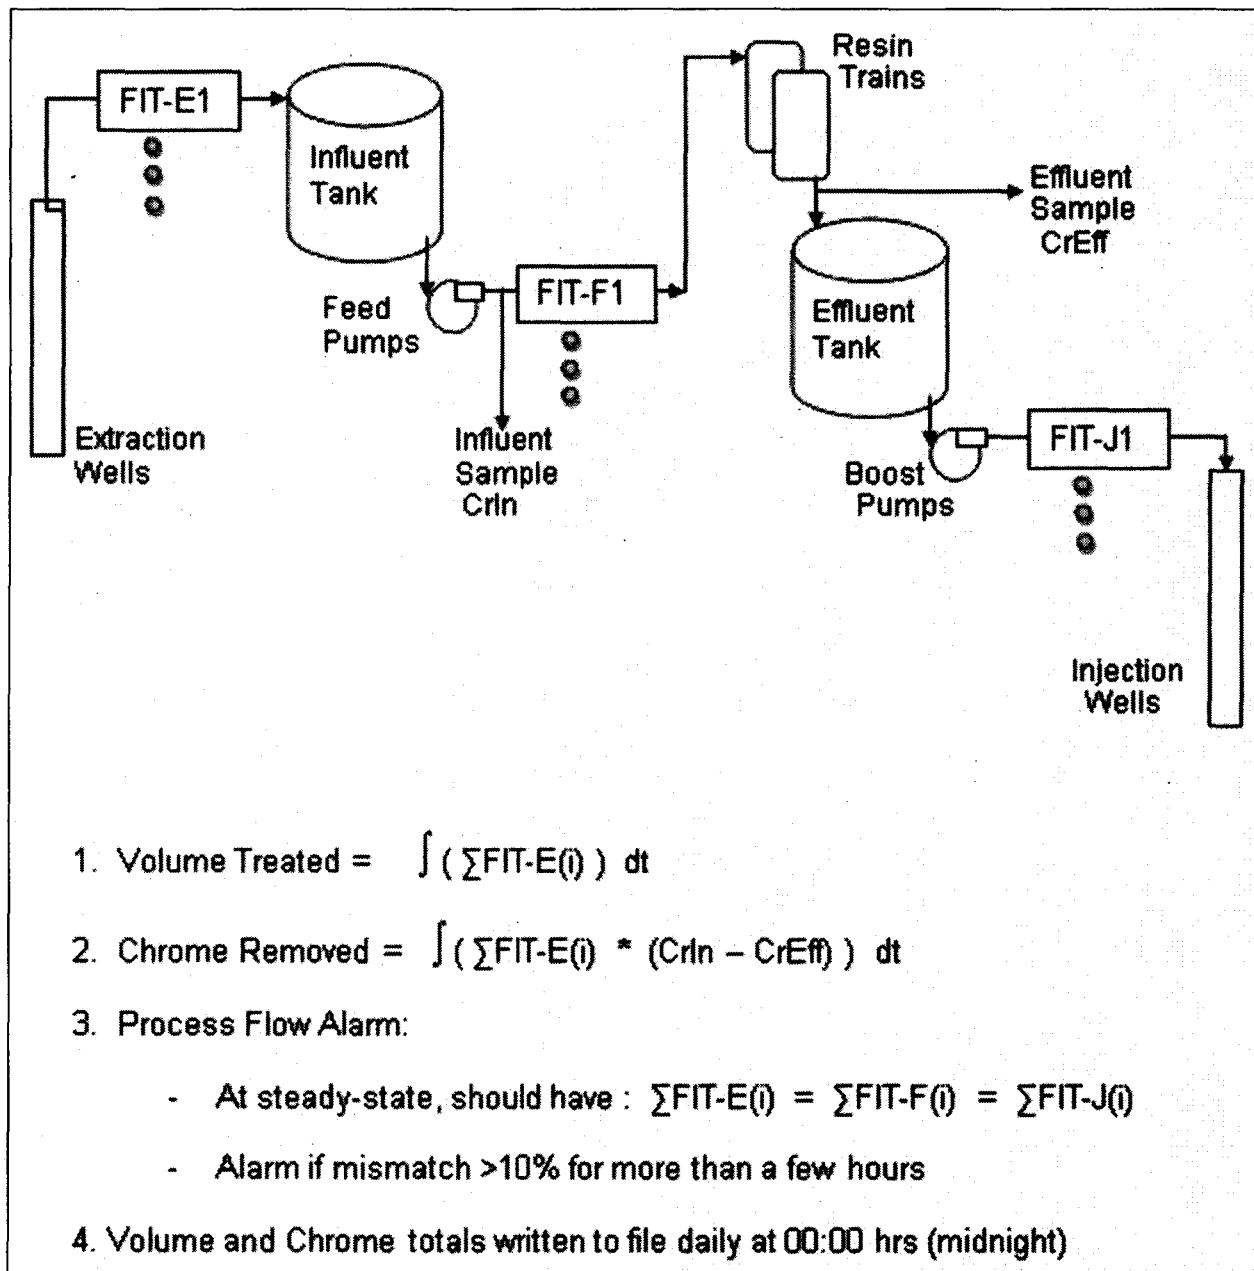 FIT-E1
Influent
Tank
Resin
Trains
Effluent
Sample
CrEff
Extraction
Wells
Feed
Pumps
FIT-F1
Influent
Sample
CrIn
Effluent
Tank
Boost
Pumps
FIT-J1
Injection
Wells
1. Volume Treated = ∫ ( ∑FIT-E(i) ) dt
2. Chrome Removed = ∫ ( ∑FIT-E(i) * (CrIn – CrEff) ) dt
3. Process Flow Alarm:
- At steady-state, should have : ∑FIT-E(i) = ∑FIT-F(i) = ∑FIT-J(i)
- Alarm if mismatch >10% for more than a few hours
4. Volume and Chrome totals written to file daily at 00:00 hrs (midnight)